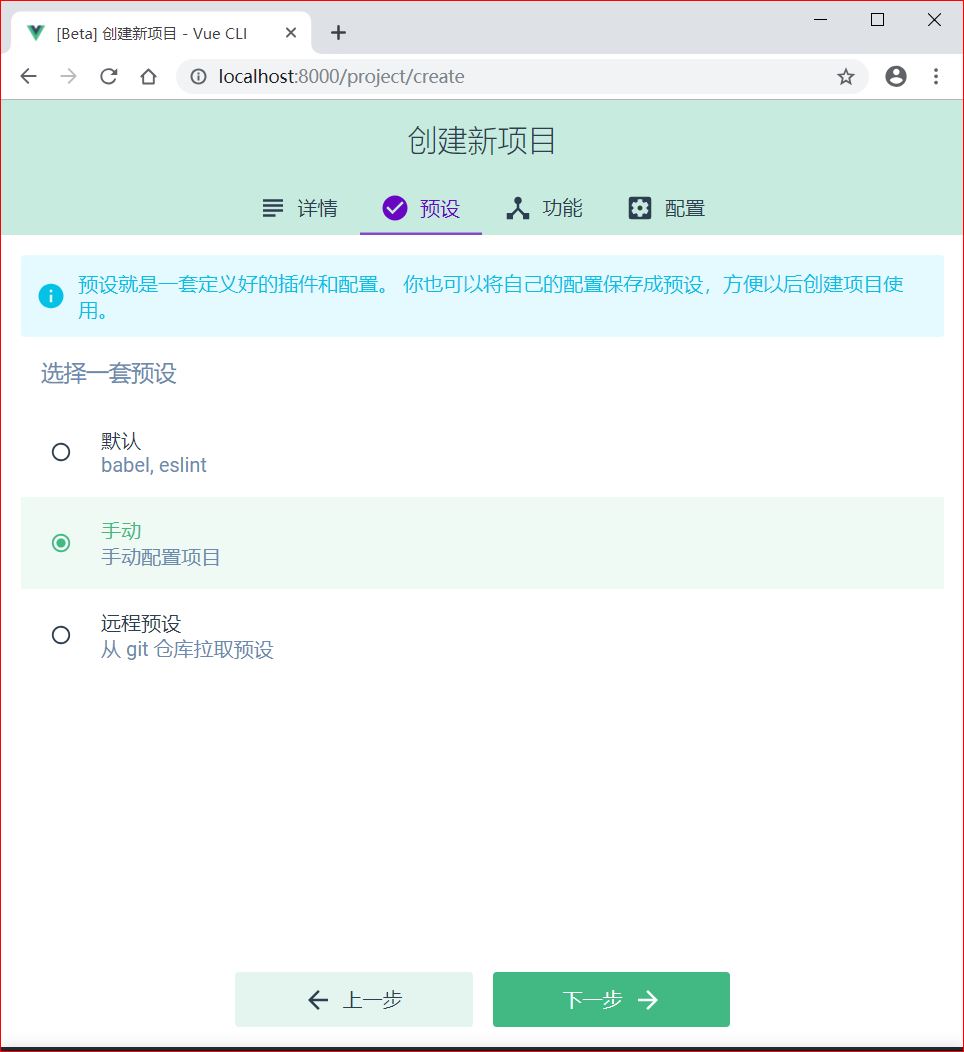 [Beta] 创建新项目 - Vue CLI
localhost:8000/project/create
创建新项目
详情 预设 功能 配置
预设就是一套定义好的插件和配置。 你也可以将自己的配置保存成预设，方便以后创建项目使
用。
选择一套预设
默认
babel, eslint
手动
手动配置项目
远程预设
从 git 仓库拉取预设
上一步 下一步